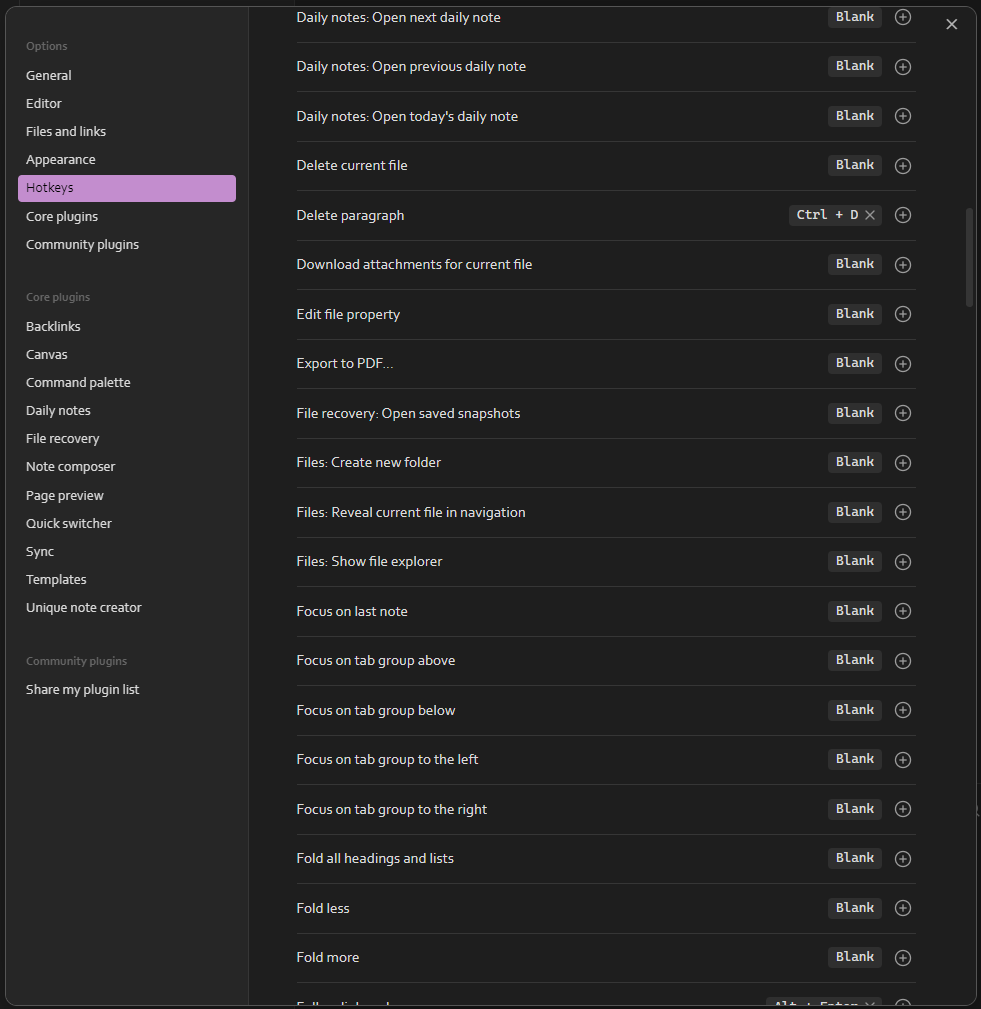 Options
General
Editor
Files and links
Appearance
Hotkeys
Core plugins
Community plugins
Core plugins
Backlinks
Canvas
Command palette
Daily notes
File recovery
Note composer
Page preview
Quick switcher
Sync
Templates
Unique note creator
Community plugins
Share my plugin list
Daily notes: Open next daily note Blank
Daily notes: Open previous daily note Blank
Daily notes: Open today's daily note Blank
Delete current file Blank
Delete paragraph Ctrl + D
Download attachments for current file Blank
Edit file property Blank
Export to PDF... Blank
File recovery: Open saved snapshots Blank
Files: Create new folder Blank
Files: Reveal current file in navigation Blank
Files: Show file explorer Blank
Focus on last note Blank
Focus on tab group above Blank
Focus on tab group below Blank
Focus on tab group to the left Blank
Focus on tab group to the right Blank
Fold all headings and lists Blank
Fold less Blank
Fold more Blank
Alt + Enter